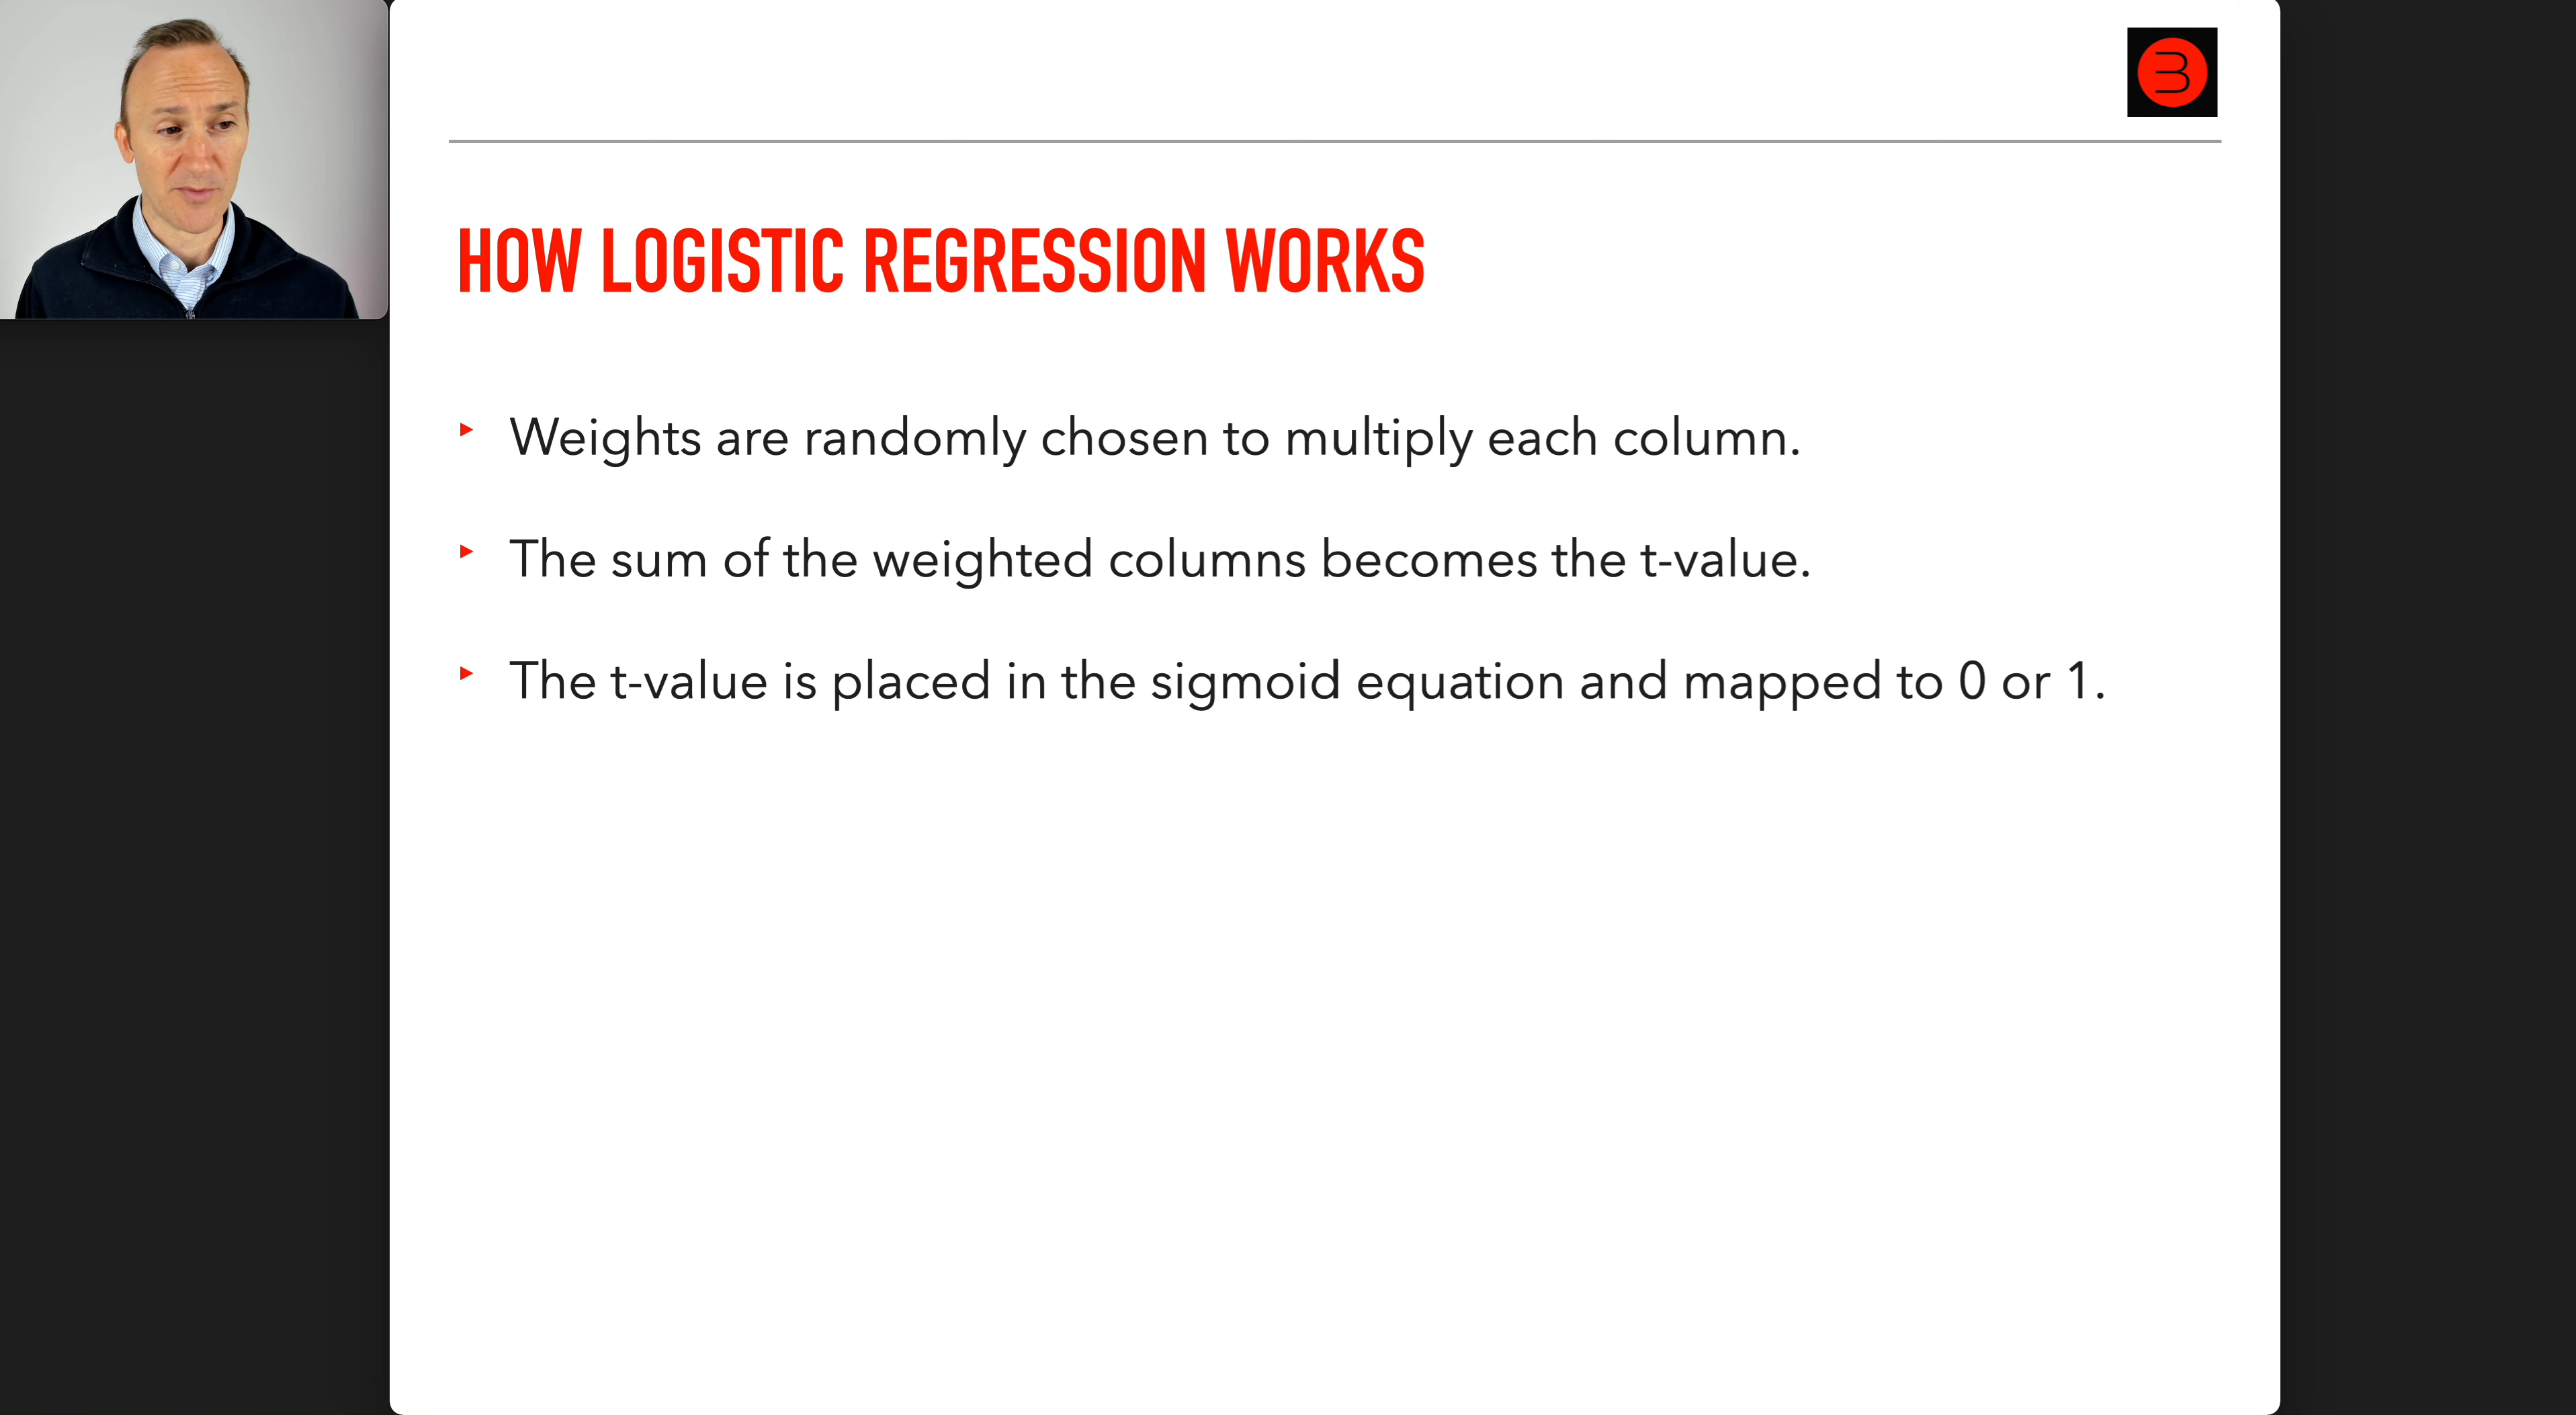 HOW LOGISTIC REGRESSION WORKS
Weights are randomly chosen to multiply each column.
The sum of the weighted columns becomes the t-value.
The t-value is placed in the sigmoid equation and mapped to 0 or 1.